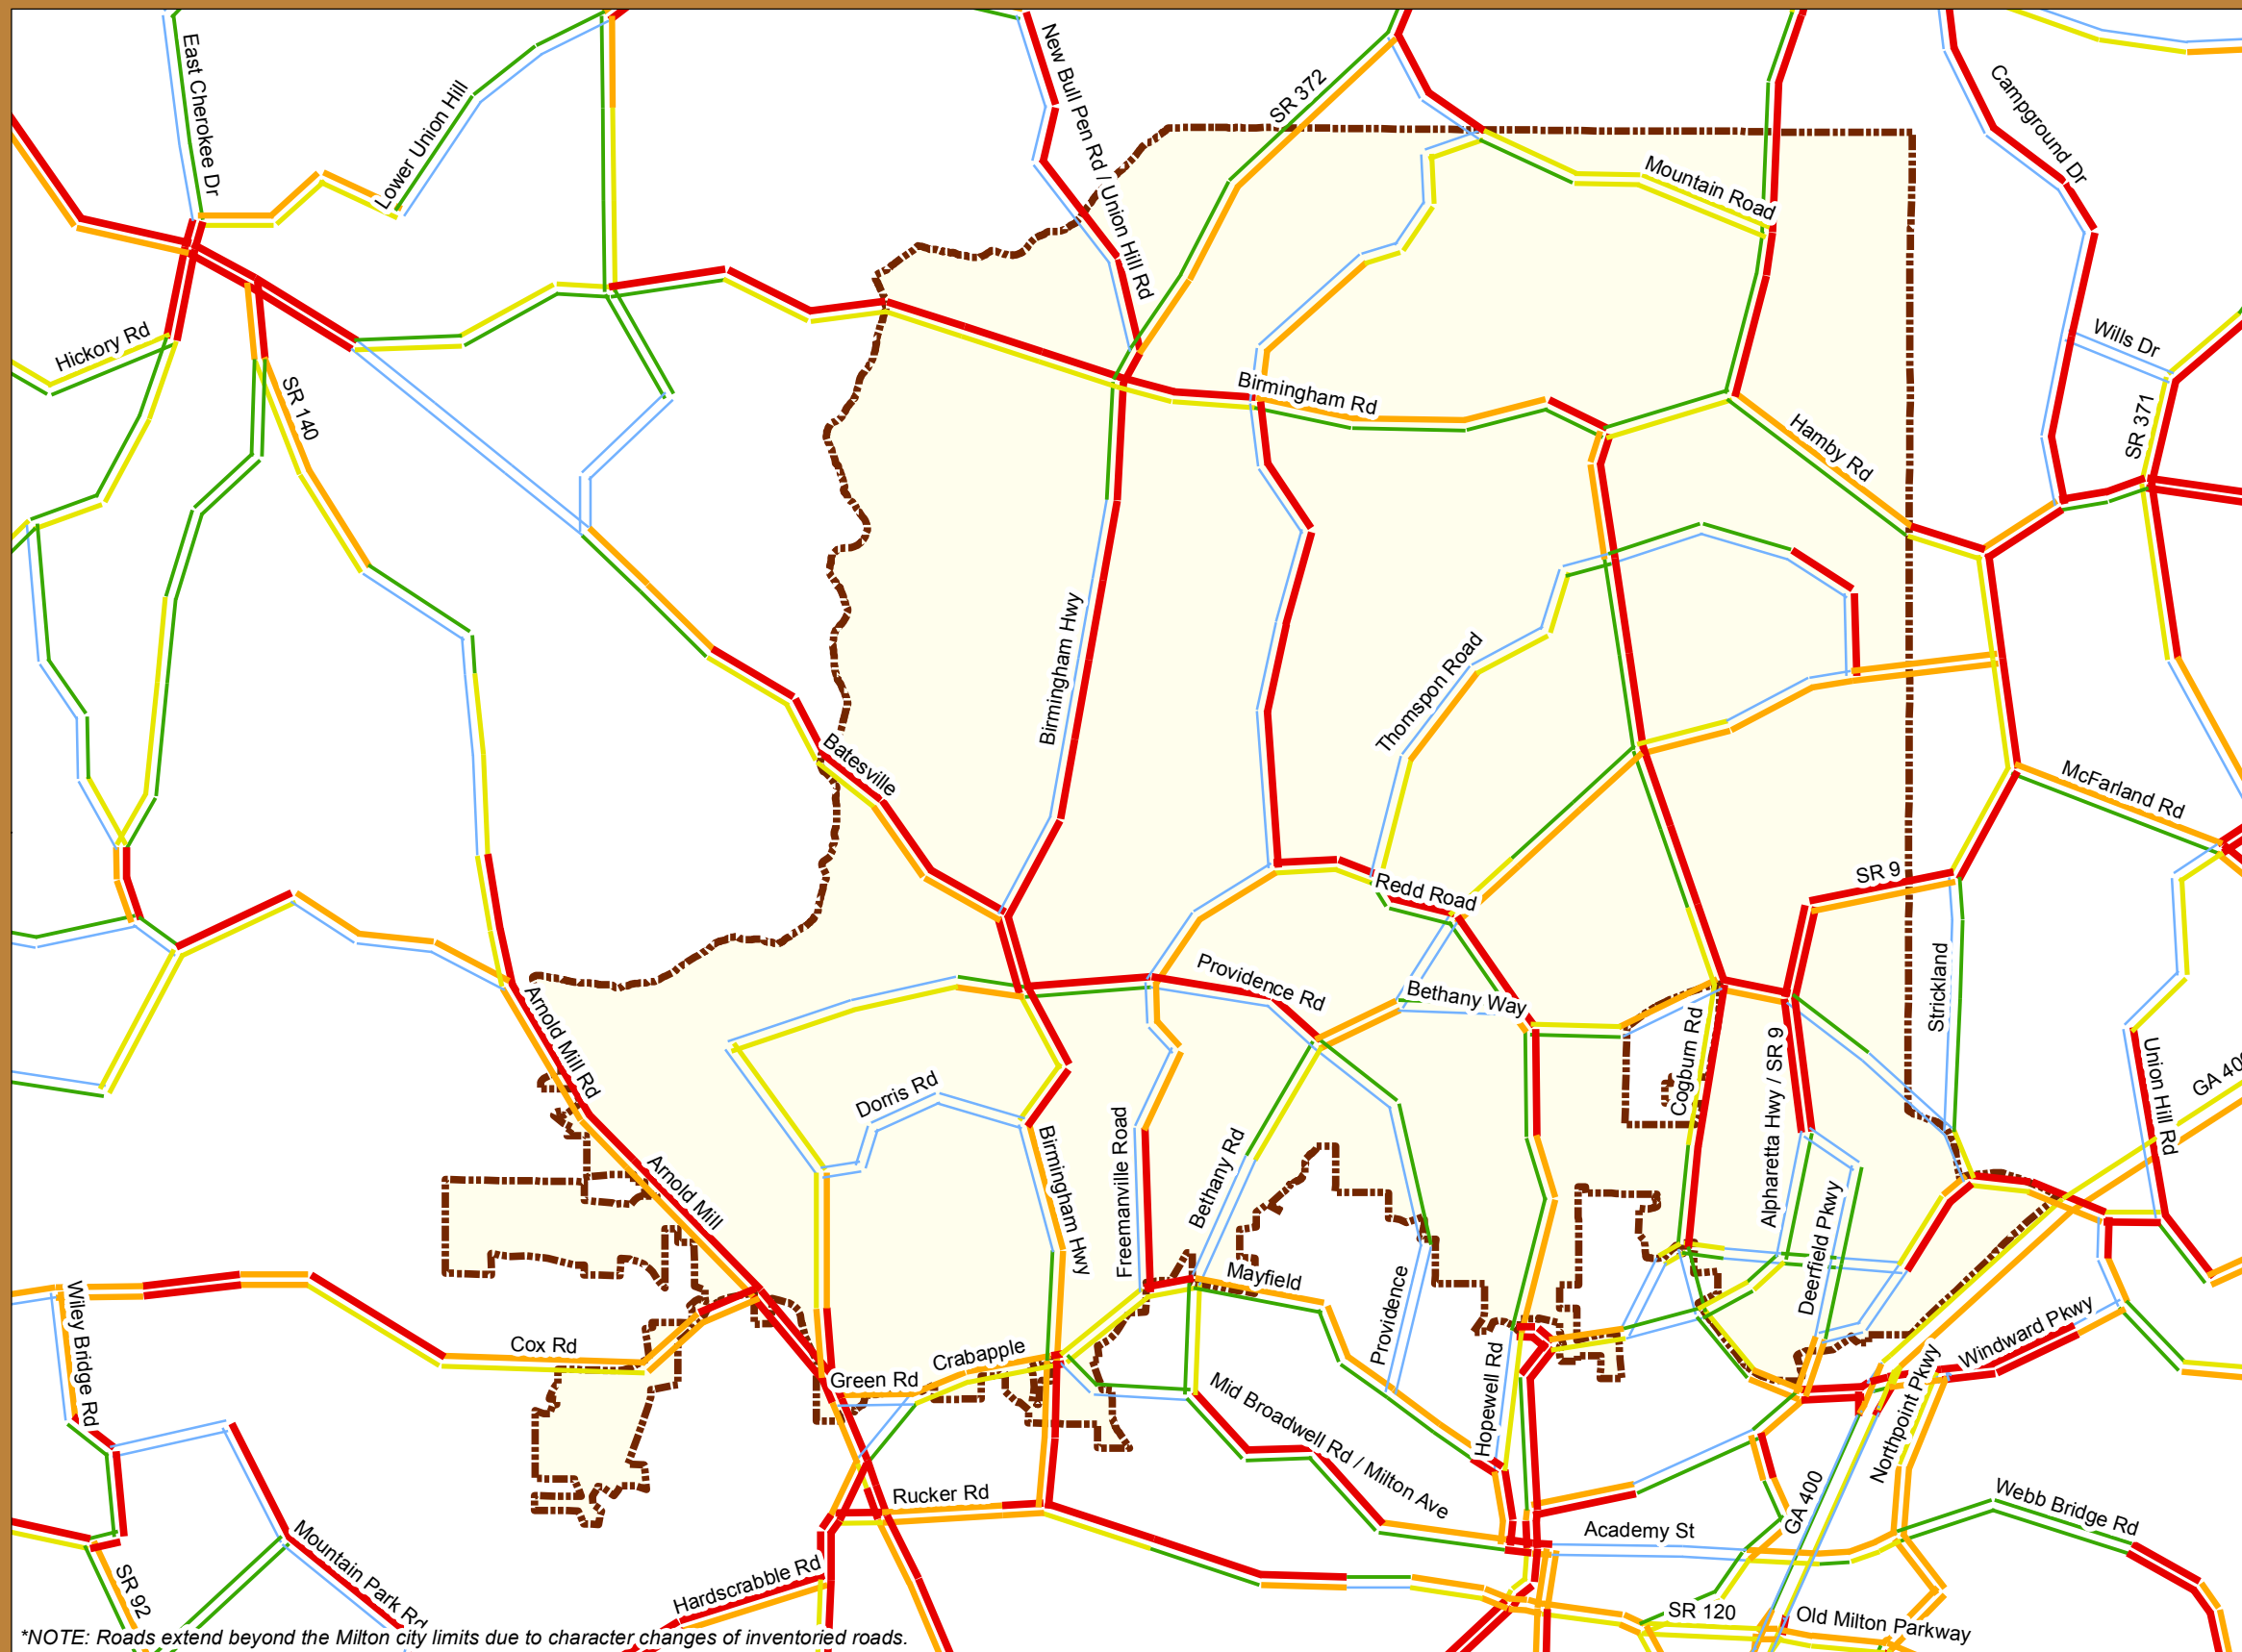 East Cherokee Dr
Lower Union Hill
New Bull Pen Rd / Union Hill Rd
SR 372
Mountain Road
Campground Dr
Hickory Rd
SR 140
Birmingham Rd
Hamby Rd
Wills Dr
SR 371
Birmingham Hwy
Thomspon Road
Batesville
McFarland Rd
SR 9
Redd Road
Providence Rd
Bethany Way
Strickland
Arnold Mill Rd
Cogburn Rd
Alpharetta Hwy / SR 9
Union Hill Rd
GA 400
Dorris Rd
Arnold Mill
Birmingham Hwy
Freemanville Road
Bethany Rd
Deerfield Pkwy
Mayfield
Providence
Wiley Bridge Rd
Cox Rd
Green Rd
Crabapple
Mid Broadwell Rd / Milton Ave
Hopewell Rd
Windward Pkwy
Northpoint Pkwy
Rucker Rd
GA 400
Webb Bridge Rd
Academy St
SR 92
Mountain Park Rd
Hardscrabble Rd
SR 120
Old Milton Parkway
*NOTE: Roads extend beyond the Milton city limits due to character changes of inventoried roads.